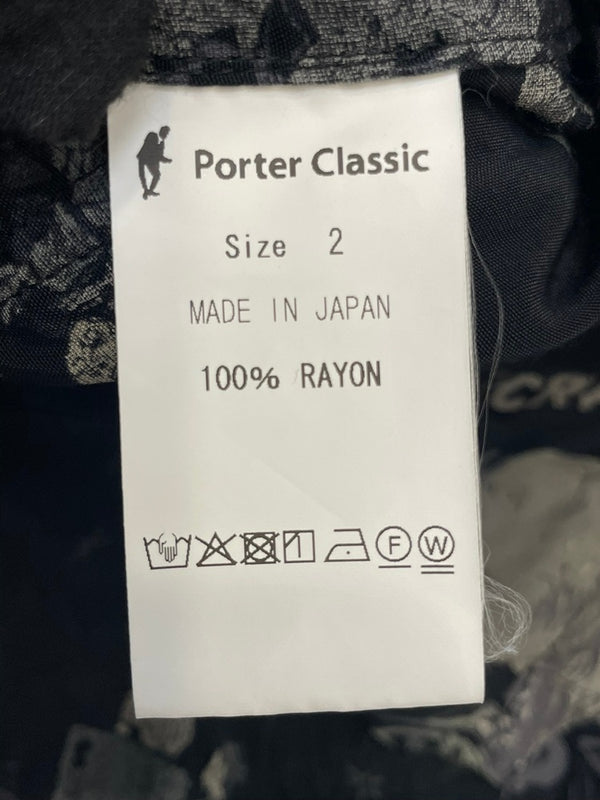 Porter Classic
Size 2
MADE IN JAPAN
100% RAYON
F W